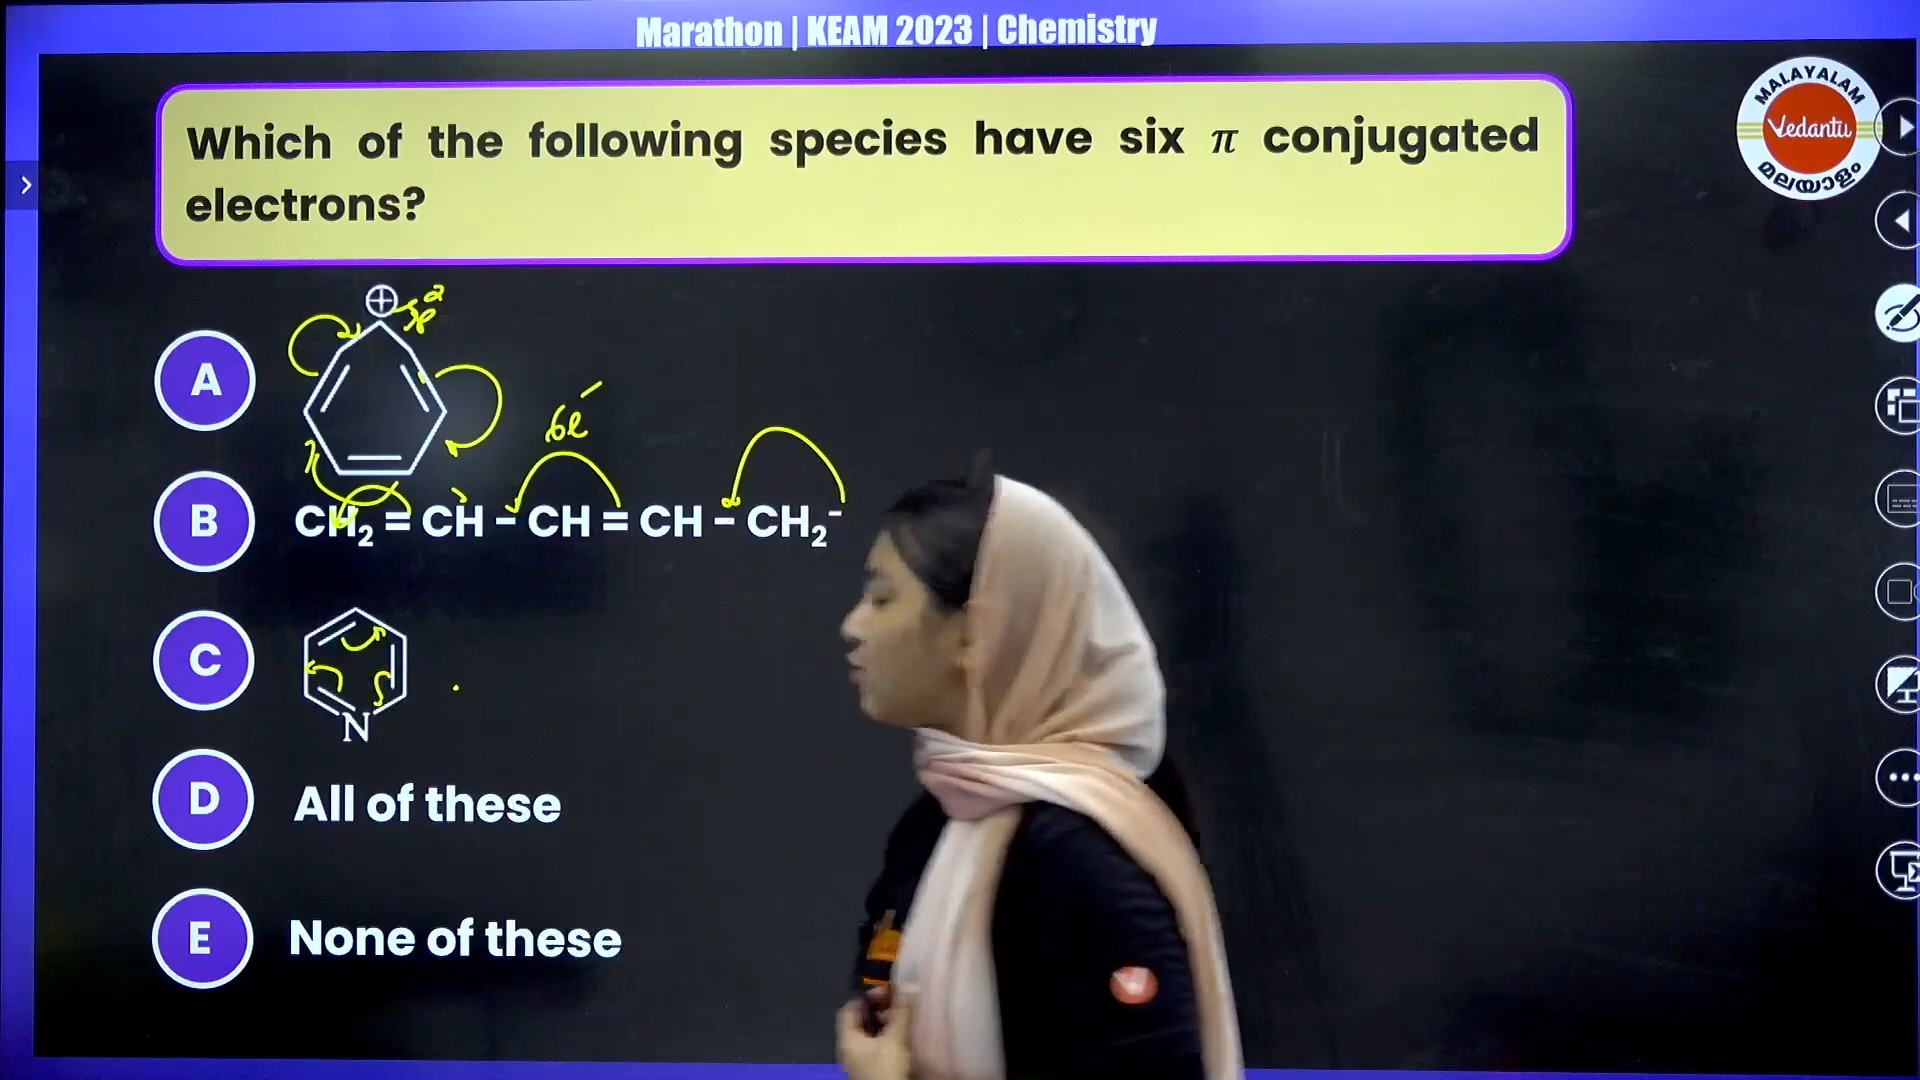 Marathon | KEAM 2023 | Chemistry
MALAYALAM
Vedantu
മലയാളം
Which of the following species have six π conjugated
electrons?
A
⊕ sp²
6e⁻
B
CH₂ = CH - CH = CH - CH₂⁻
C
N
D
All of these
E
None of these